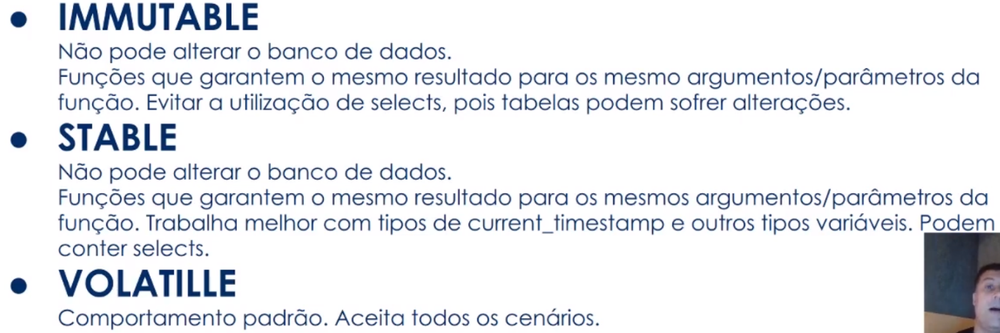 ● IMMUTABLE
Não pode alterar o banco de dados.
Funções que garantem o mesmo resultado para os mesmo argumentos/parâmetros da
função. Evitar a utilização de selects, pois tabelas podem sofrer alterações.
● STABLE
Não pode alterar o banco de dados.
Funções que garantem o mesmo resultado para os mesmos argumentos/parâmetros da
função. Trabalha melhor com tipos de current_timestamp e outros tipos variáveis. Podem
conter selects.
● VOLATILLE
Comportamento padrão. Aceita todos os cenários.